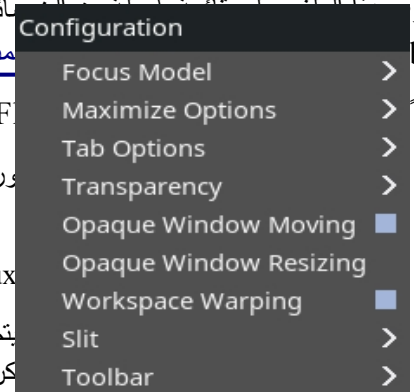 Configuration
Focus Model
Maximize Options
Tab Options
Transparency
Opaque Window Moving
Opaque Window Resizing
Workspace Warping
Slit
Toolbar